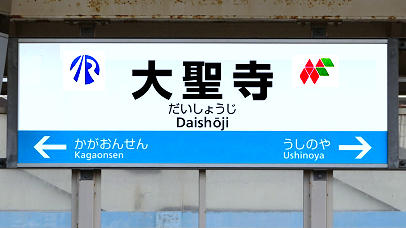 大聖寺
だいしょうじ
Daishōji
かがおんせん
Kagaonsen
うしのや
Ushinoya